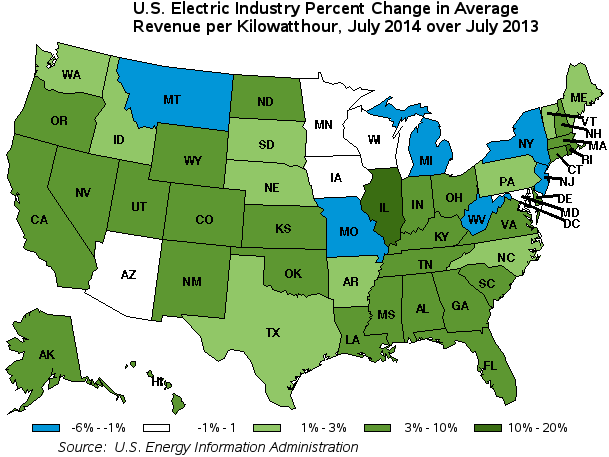 U.S. Electric Industry Percent Change in Average
Revenue per Kilowatthour, July 2014 over July 2013
WA
MT
ND
MN
ME
OR
ID
SD
WI
MI
NY
VT
NH
MA
RI
CT
WY
NE
IA
PA
NJ
NV
UT
CO
KS
MO
IL
IN
OH
WV
VA
DE
MD
DC
CA
AZ
NM
OK
AR
KY
TN
NC
SC
TX
LA
MS
AL
GA
FL
AK
HI
-6% - -1%
-1% - 1
1% - 3%
3% - 10%
10% - 20%
Source: U.S. Energy Information Administration